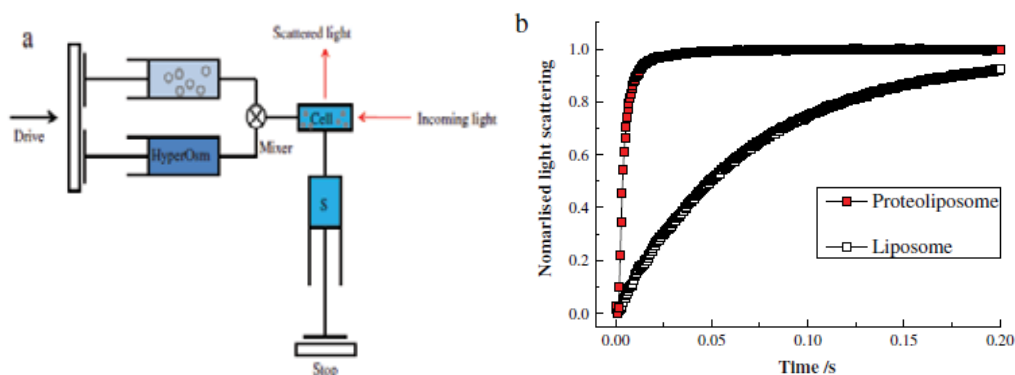 a
Scattered light
Drive
HyperOsm
Mixer
Cell
Incoming light
S
Stop
b
Nomarlised light scattering
1.0
0.8
0.6
0.4
0.2
0.0
Proteoliposome
Liposome
0.00 0.05 0.10 0.15 0.20
Time /s